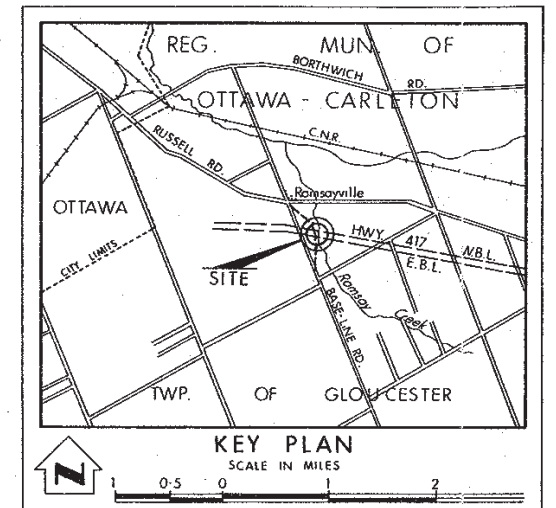 REG. MUN. OF
BORTHWICH RD.
OTTAWA - CARLETON
C.N.R.
RUSSELL RD.
Ramsayville
OTTAWA
CITY LIMITS
HWY. 417 N.B.L.
E.B.L.
SITE
Ramsay Creek
BASE-LINE RD.
TWP. OF GLOUCESTER
KEY PLAN
SCALE IN MILES
N
1 0·5 0 1 2